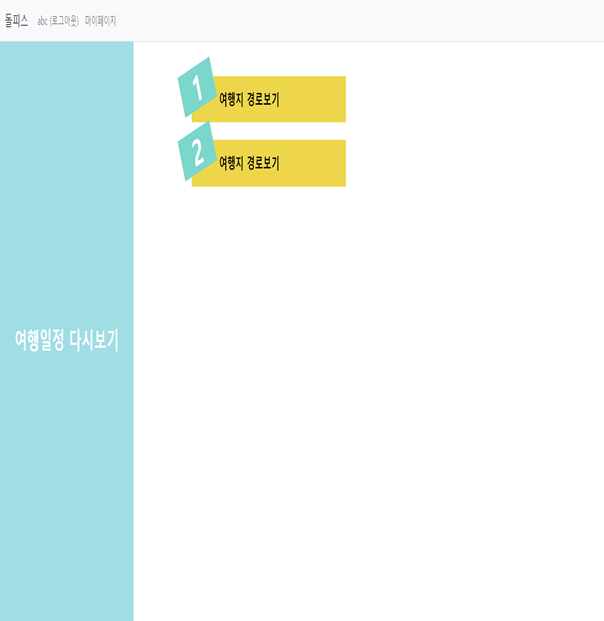 돌피스 abc (로그아웃) 마이페이지
1
여행지 경로보기
2
여행지 경로보기
여행일정 다시보기